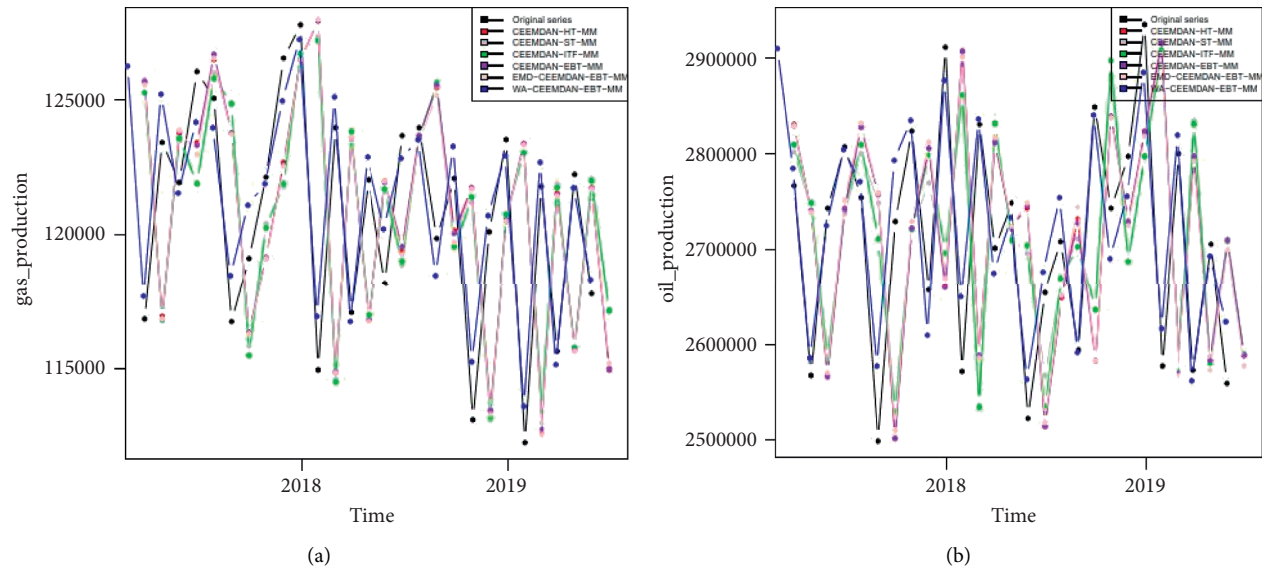 Original series
CEEMDAN-HT-MM
CEEMDAN-ST-MM
CEEMDAN-ITF-MM
CEEMDAN-EBT-MM
EMD-CEEMDAN-EBT-MM
WA-CEEMDAN-EBT-MM
125000
120000
115000
gas_production
2018
2019
Time
(a)
Original series
CEEMDAN-HT-MM
CEEMDAN-ST-MM
CEEMDAN-ITF-MM
CEEMDAN-EBT-MM
EMD-CEEMDAN-EBT-MM
WA-CEEMDAN-EBT-MM
2900000
2800000
2700000
2600000
2500000
oil_production
2018
2019
Time
(b)